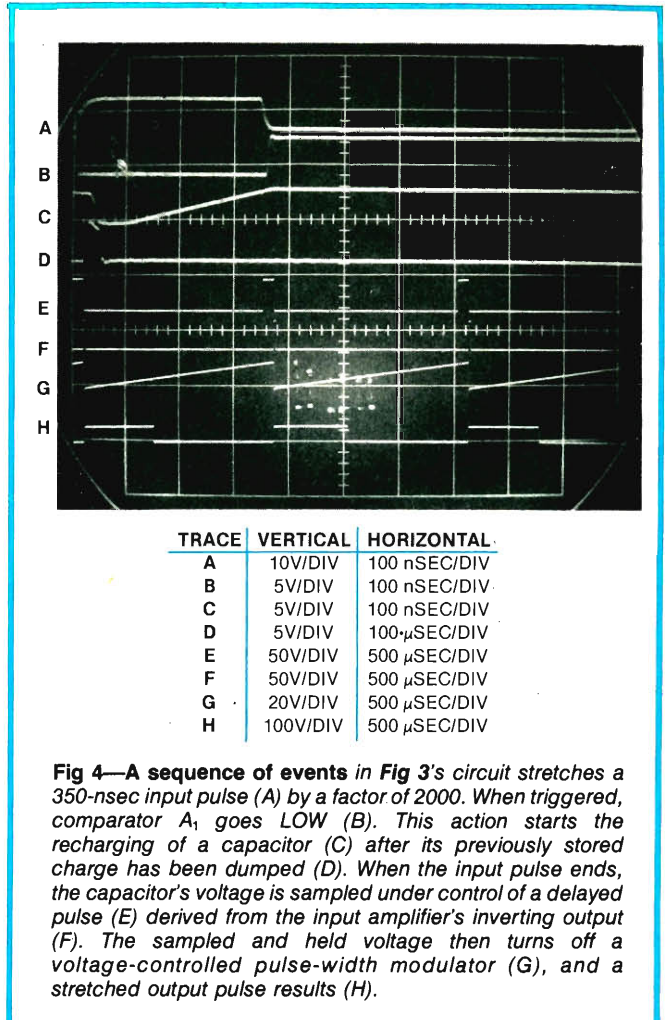 A
B
C
D
E
F
G
H
TRACE VERTICAL HORIZONTAL
A 10V/DIV 100 nSEC/DIV
B 5V/DIV 100 nSEC/DIV
C 5V/DIV 100 nSEC/DIV
D 5V/DIV 100 µSEC/DIV
E 50V/DIV 500 µSEC/DIV
F 50V/DIV 500 µSEC/DIV
G 20V/DIV 500 µSEC/DIV
H 100V/DIV 500 µSEC/DIV
Fig 4—A sequence of events in Fig 3's circuit stretches a
350-nsec input pulse (A) by a factor of 2000. When triggered,
comparator A₁ goes LOW (B). This action starts the
recharging of a capacitor (C) after its previously stored
charge has been dumped (D). When the input pulse ends,
the capacitor's voltage is sampled under control of a delayed
pulse (E) derived from the input amplifier's inverting output
(F). The sampled and held voltage then turns off a
voltage-controlled pulse-width modulator (G), and a
stretched output pulse results (H).